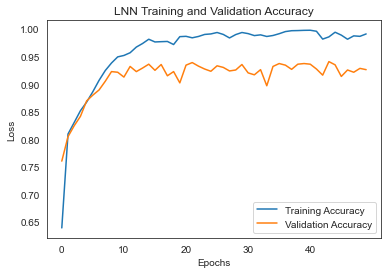 LNN Training and Validation Accuracy
1.00
0.95
0.90
0.85
0.80
0.75
0.70
0.65
Loss
0
10
20
30
40
Epochs
Training Accuracy
Validation Accuracy